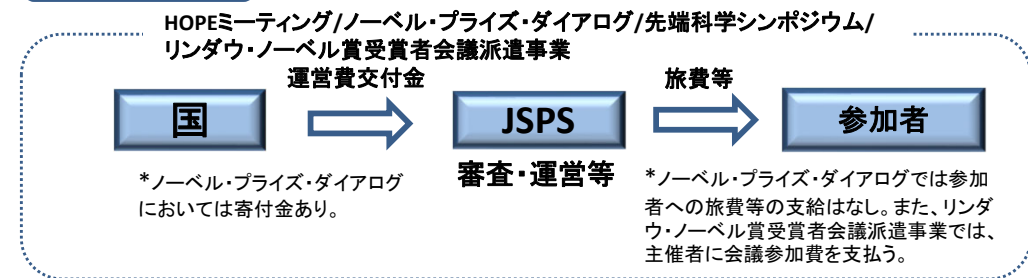 HOPEミーティング/ノーベル・プライズ・ダイアログ/先端科学シンポジウム/
リンダウ・ノーベル賞受賞者会議派遣事業
運営費交付金
旅費等
国
JSPS
参加者
審査・運営等
*ノーベル・プライズ・ダイアログ
においては寄付金あり。
*ノーベル・プライズ・ダイアログでは参加
者への旅費等の支給はなし。また、リンダ
ウ・ノーベル賞受賞者会議派遣事業では、
主催者に会議参加費を支払う。